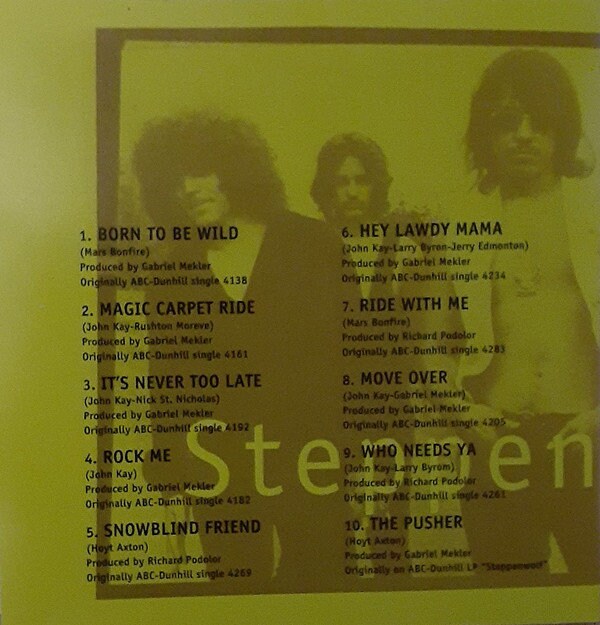 1. BORN TO BE WILD
(Mars Bonfire)
Produced by Gabriel Mekler
Originally ABC-Dunhill single 4138
2. MAGIC CARPET RIDE
(John Kay-Rushton Moreve)
Produced by Gabriel Mekler
Originally ABC-Dunhill single 4161
3. IT'S NEVER TOO LATE
(John Kay-Nick St. Nicholas)
Produced by Gabriel Mekler
Originally ABC-Dunhill single 4192
4. ROCK ME
(John Kay)
Produced by Gabriel Mekler
Originally ABC-Dunhill single 4182
5. SNOWBLIND FRIEND
(Hoyt Axton)
Produced by Richard Podolor
Originally ABC-Dunhill single 4269
6. HEY LAWDY MAMA
(John Kay-Larry Byrom-Jerry Edmonton)
Produced by Gabriel Mekler
Originally ABC-Dunhill single 4234
7. RIDE WITH ME
(Mars Bonfire)
Produced by Richard Podolor
Originally ABC-Dunhill single 4283
8. MOVE OVER
(John Kay-Gabriel Mekler)
Produced by Gabriel Mekler
Originally ABC-Dunhill single 4205
9. WHO NEEDS YA
(John Kay-Larry Byrom)
Produced by Richard Podolor
Originally ABC-Dunhill single 4261
10. THE PUSHER
(Hoyt Axton)
Produced by Gabriel Mekler
Originally on ABC-Dunhill LP "Steppenwolf"
Steppen